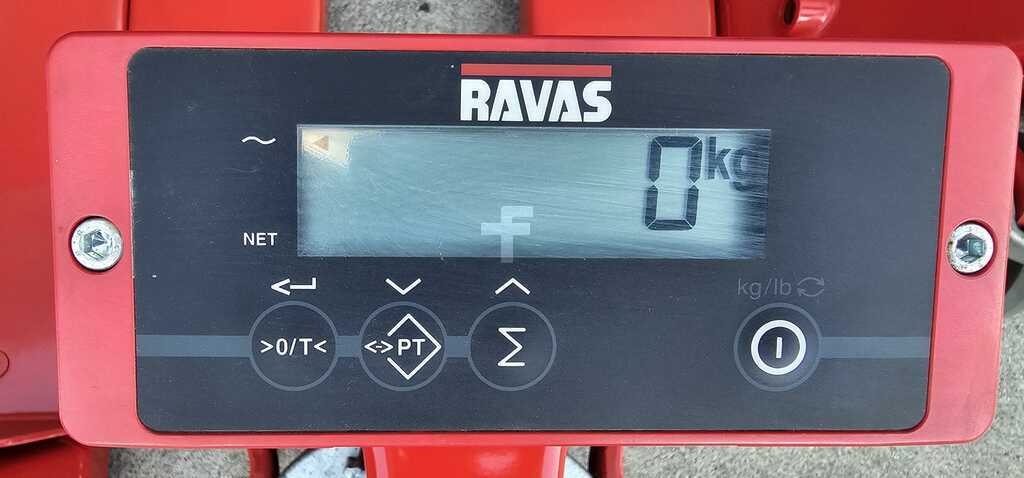 RAVAS
0kg
NET
kg/lb
>0/T<
<->PT
Σ